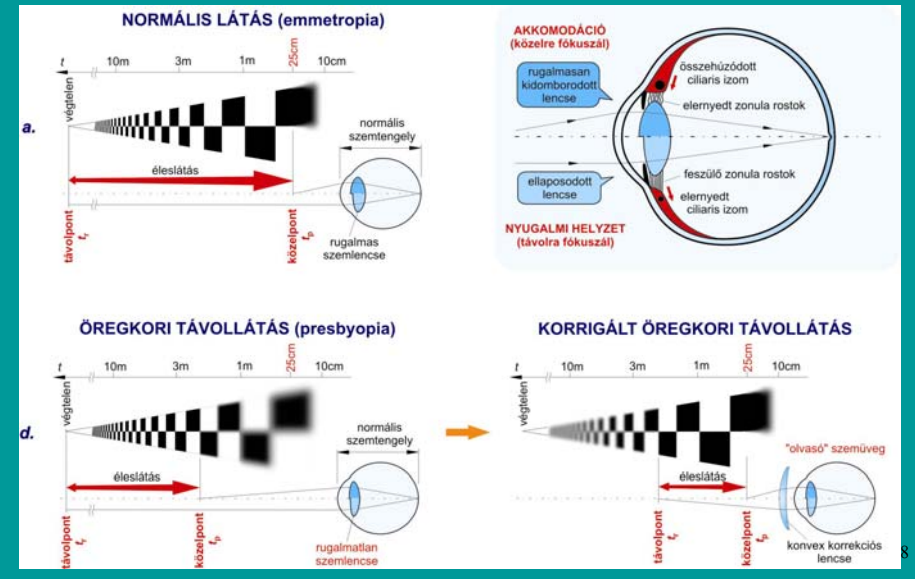 NORMÁLIS LÁTÁS (emmetropia)
t
végtelen
10m
3m
1m
25cm
10cm
a.
éleslátás
normális
szemtengely
távolpont
tr
közelpont
tp
rugalmas
szemlencse
AKKOMODÁCIÓ
(közelre fókuszál)
rugalmasan
kidomborodott
lencse
összehúzódott
ciliaris izom
elernyedt zonula rostok
ellaposodott
lencse
feszülő zonula rostok
elernyedt
ciliaris izom
NYUGALMI HELYZET
(távolra fókuszál)
ÖREGKORI TÁVOLLÁTÁS (presbyopia)
t
végtelen
10m
3m
1m
25cm
10cm
d.
éleslátás
normális
szemtengely
távolpont
tr
közelpont
tp
rugalmatlan
szemlencse
KORRIGÁLT ÖREGKORI TÁVOLLÁTÁS
t
végtelen
10m
3m
1m
25cm
10cm
"olvasó" szemüveg
éleslátás
távolpont
tr
közelpont
tp
konvex korrekciós
lencse
8